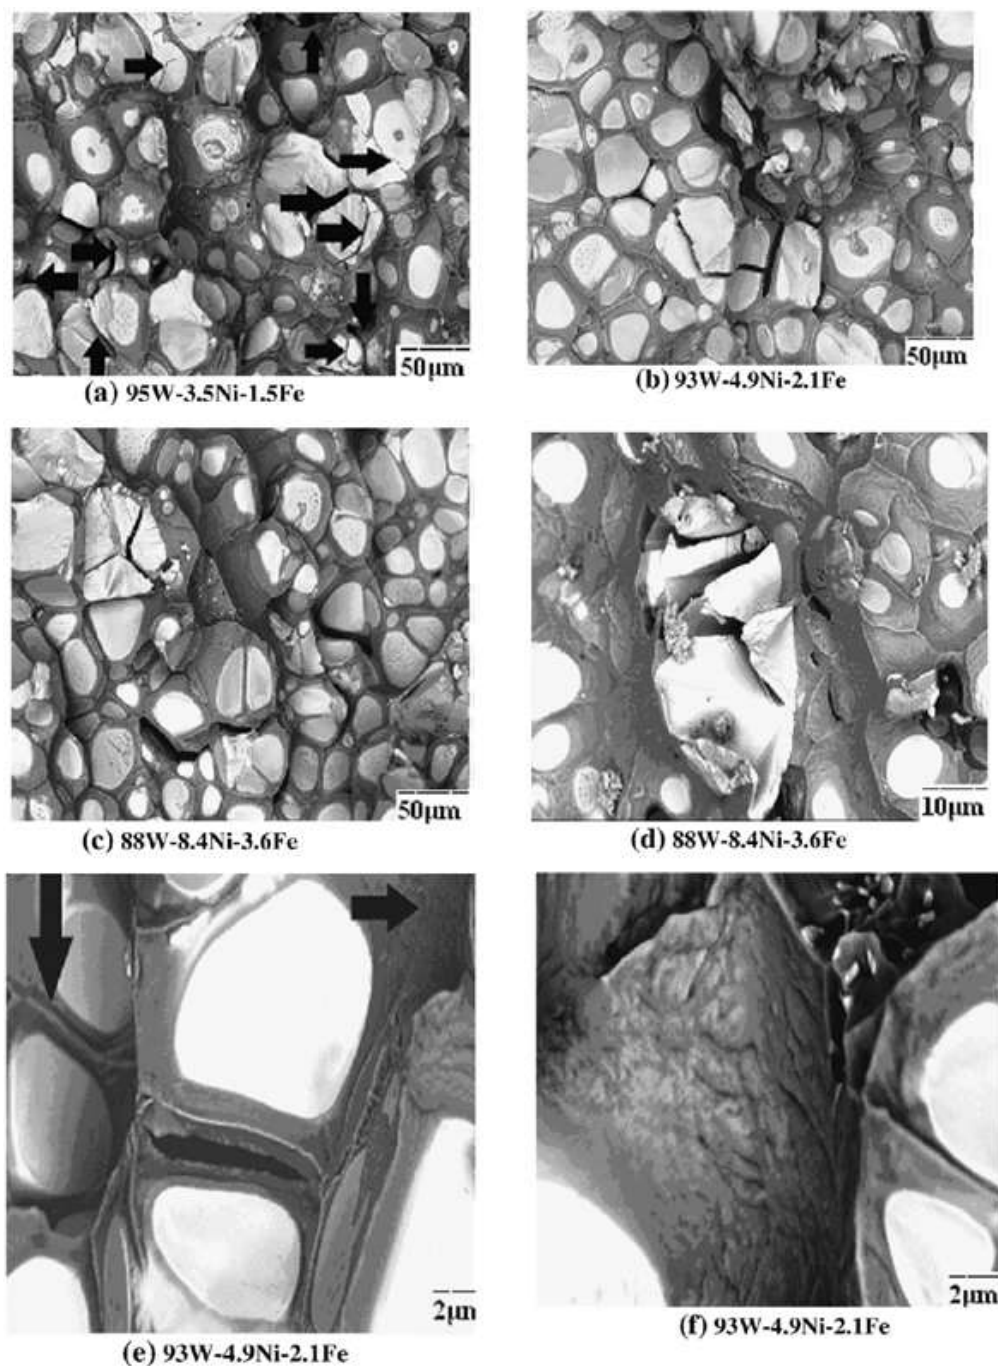 50μm
(a) 95W-3.5Ni-1.5Fe
50μm
(b) 93W-4.9Ni-2.1Fe
50μm
(c) 88W-8.4Ni-3.6Fe
10μm
(d) 88W-8.4Ni-3.6Fe
2μm
(e) 93W-4.9Ni-2.1Fe
2μm
(f) 93W-4.9Ni-2.1Fe